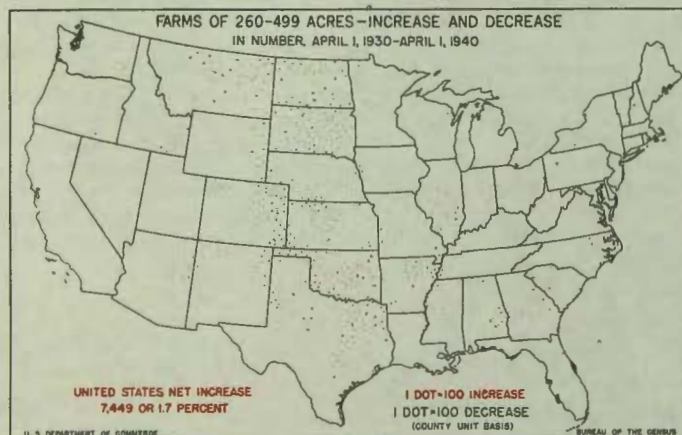 FARMS OF 260-499 ACRES-INCREASE AND DECREASE
IN NUMBER, APRIL 1, 1930-APRIL 1, 1940
UNITED STATES NET INCREASE
7,449 OR 1.7 PERCENT
1 DOT=100 INCREASE
1 DOT=100 DECREASE
(COUNTY UNIT BASIS)
U. S. DEPARTMENT OF COMMERCE
BUREAU OF THE CENSUS